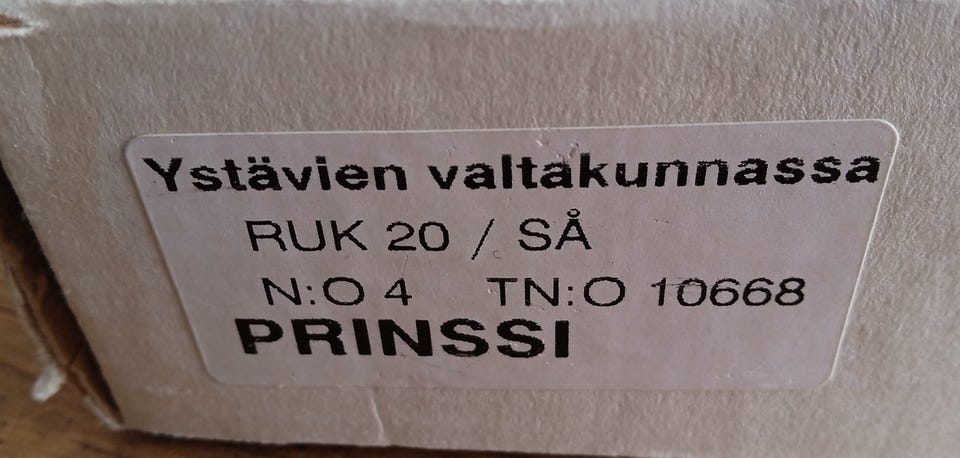 Ystävien valtakunnassa
RUK 20 / SÅ
N:O 4 TN:O 10668
PRINSSI